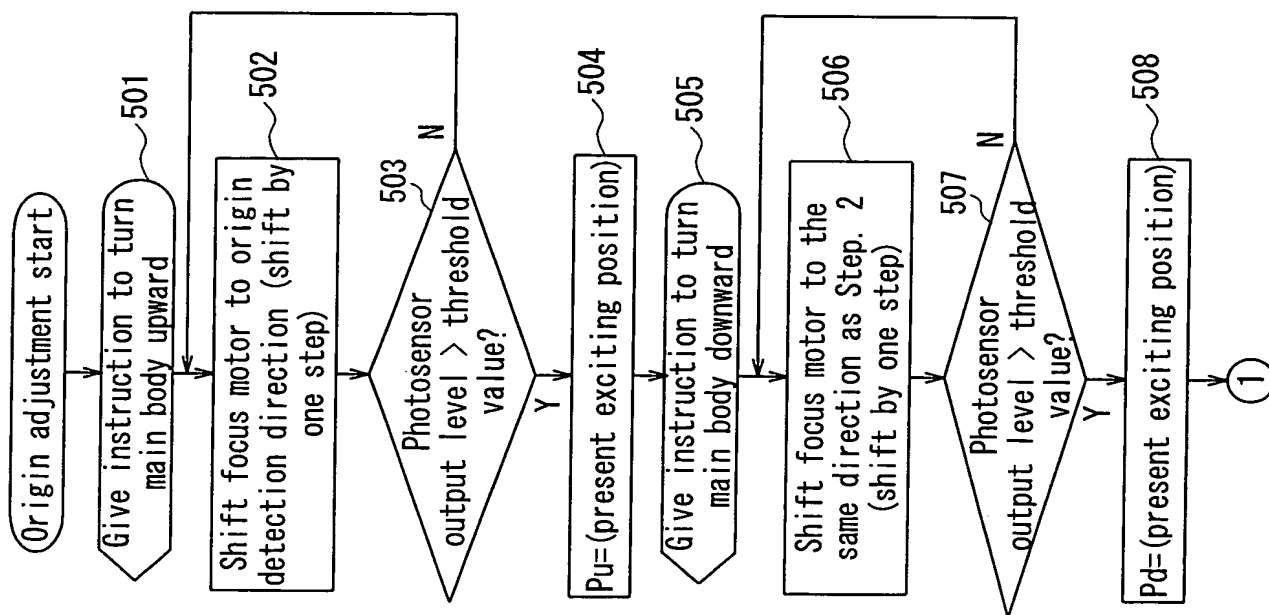 Origin adjustment start
501
Give instruction to turn
main body upward
502
Shift focus motor to origin
detection direction (shift by
one step)
503
Photosensor
output level > threshold
value?
N
Y
504
Pu=(present exciting position)
505
Give instruction to turn
main body downward
506
Shift focus motor to the
same direction as Step. 2
(shift by one step)
507
Photosensor
output level > threshold
value?
N
Y
508
Pd=(present exciting position)
1